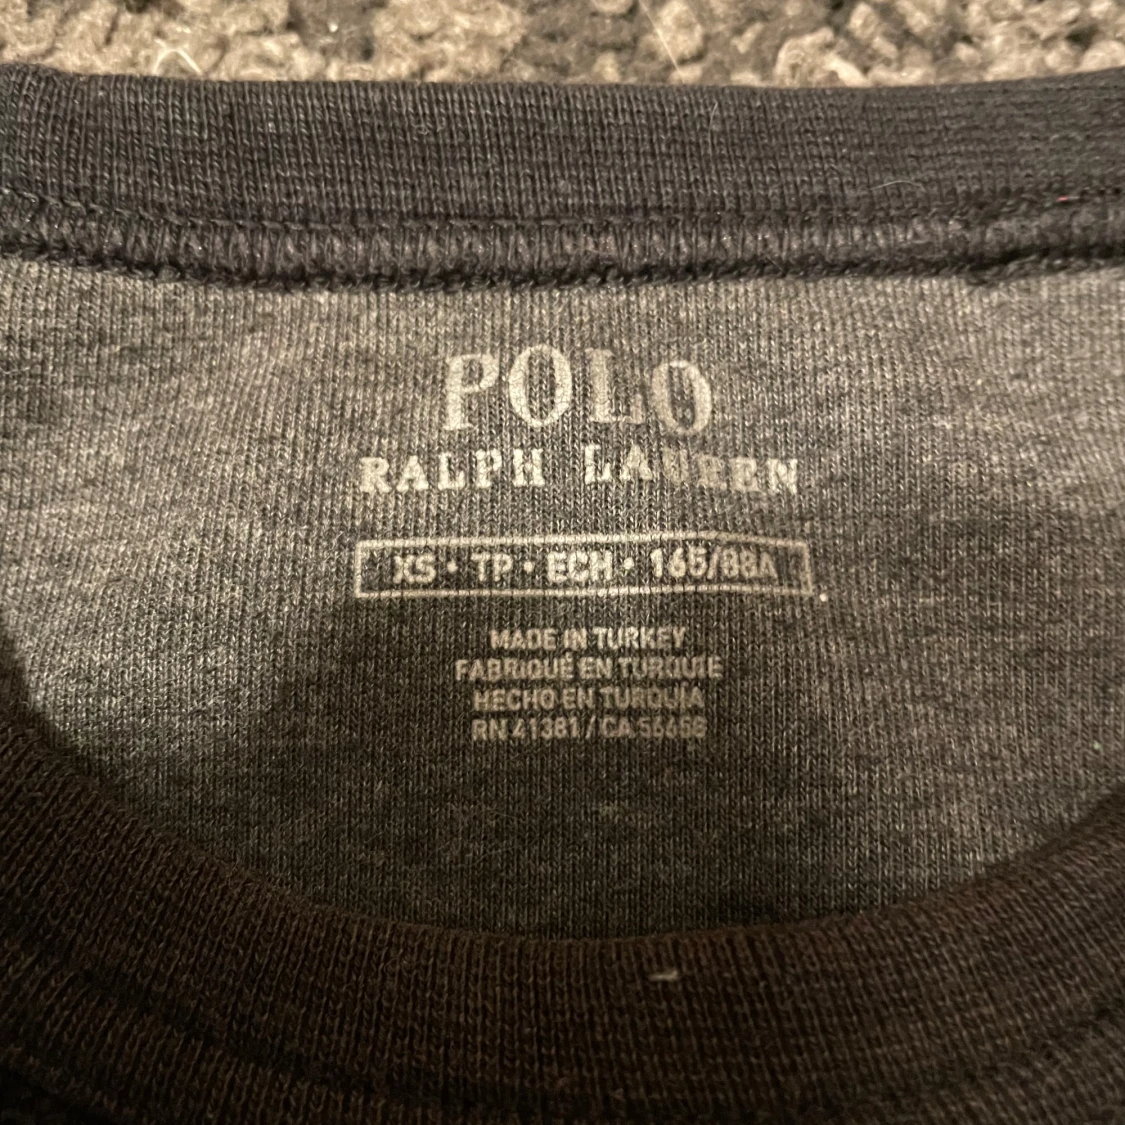 POLO
RALPH LAUREN
XS • TP • ECH • 165/88A
MADE IN TURKEY
FABRIQUÉ EN TURQUIE
HECHO EN TURQUÍA
RN 41381 / CA 56658